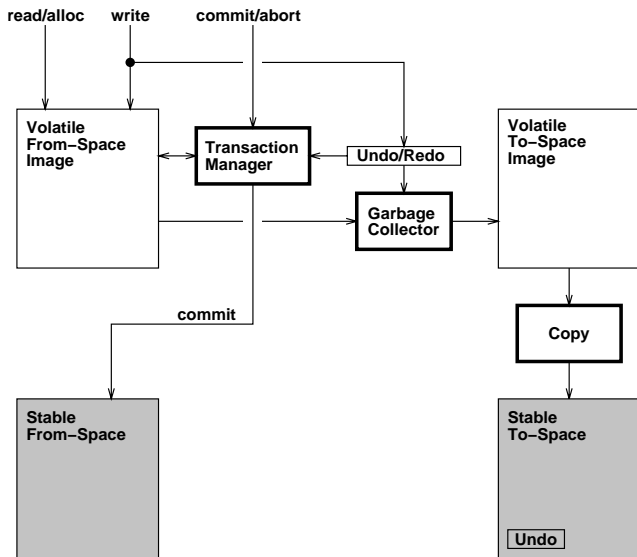 read/alloc
write
commit/abort
Volatile
From−Space
Image
Transaction
Manager
Undo/Redo
Volatile
To−Space
Image
Garbage
Collector
commit
Copy
Stable
From−Space
Stable
To−Space
Undo